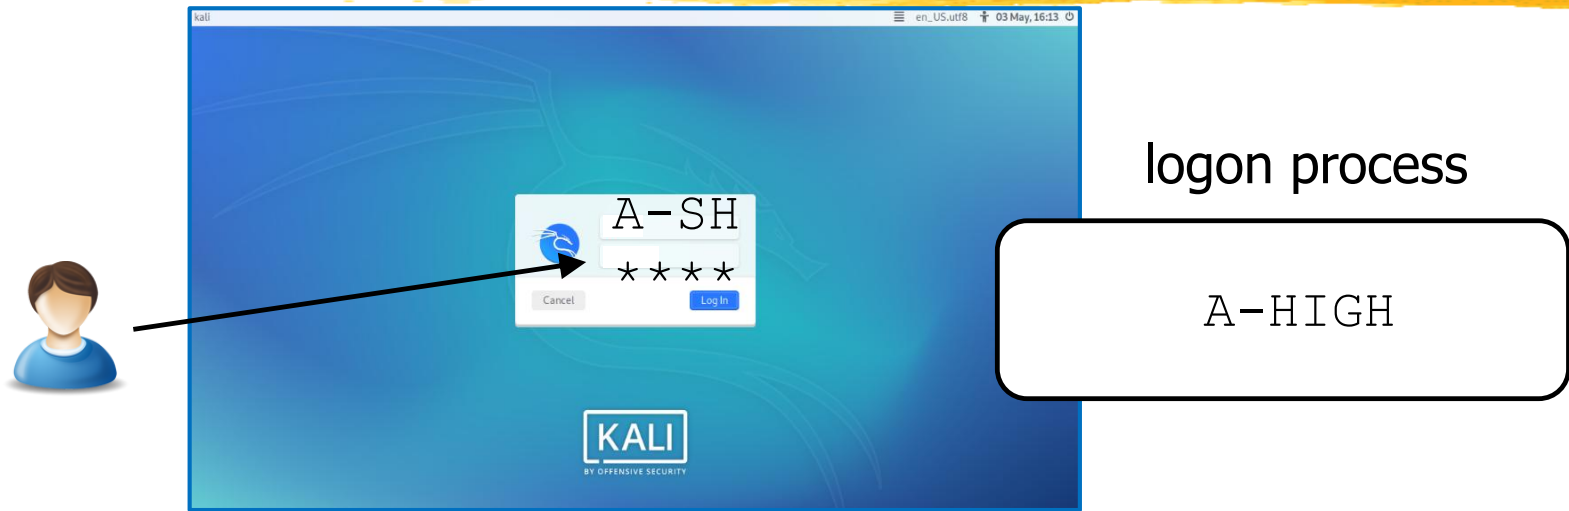 kali
en_US.utf8 03 May, 16:13
logon process
A-SH
****
Cancel
Log In
A-HIGH
KALI
BY OFFENSIVE SECURITY